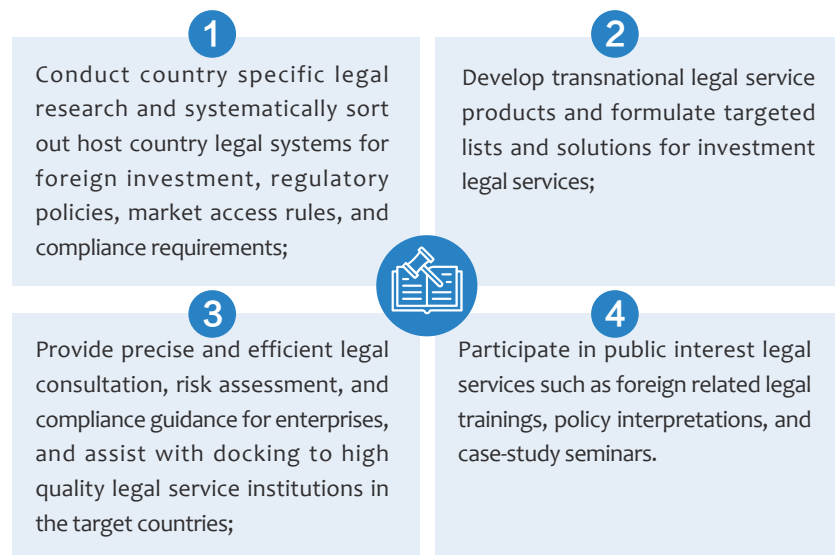 1
Conduct country specific legal
research and systematically sort
out host country legal systems for
foreign investment, regulatory
policies, market access rules, and
compliance requirements;
2
Develop transnational legal service
products and formulate targeted
lists and solutions for investment
legal services;
3
Provide precise and efficient legal
consultation, risk assessment, and
compliance guidance for enterprises,
and assist with docking to high
quality legal service institutions in
the target countries;
4
Participate in public interest legal
services such as foreign related legal
trainings, policy interpretations, and
case-study seminars.